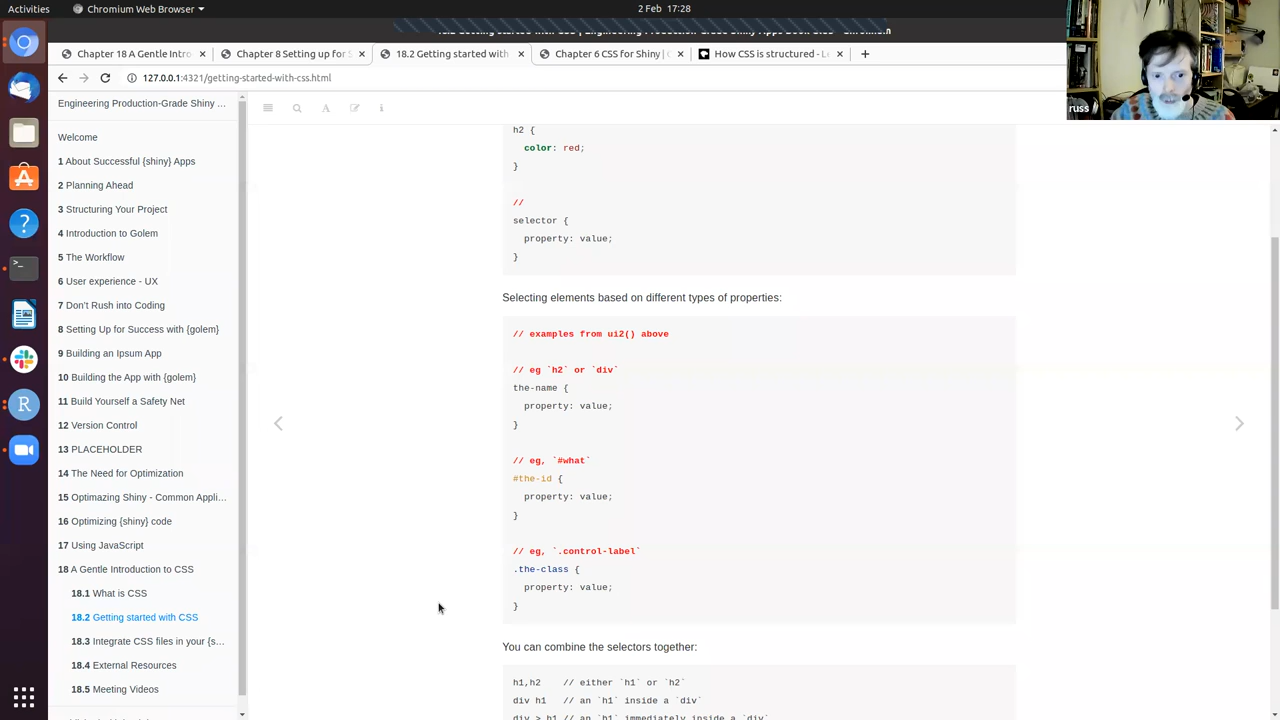 Activities
Chromium Web Browser
2 Feb 17:28
Chapter 18 A Gentle Intro
Chapter 8 Setting up for S
18.2 Getting started with
Chapter 6 CSS for Shiny | C
How CSS is structured - Le
127.0.0.1:4321/getting-started-with-css.html
russ
Engineering Production-Grade Shiny ...
Welcome
1 About Successful {shiny} Apps
2 Planning Ahead
3 Structuring Your Project
4 Introduction to Golem
5 The Workflow
6 User experience - UX
7 Don't Rush into Coding
8 Setting Up for Success with {golem}
9 Building an Ipsum App
10 Building the App with {golem}
11 Build Yourself a Safety Net
12 Version Control
13 PLACEHOLDER
14 The Need for Optimization
15 Optimazing Shiny - Common Appli...
16 Optimizing {shiny} code
17 Using JavaScript
18 A Gentle Introduction to CSS
18.1 What is CSS
18.2 Getting started with CSS
18.3 Integrate CSS files in your {s...
18.4 External Resources
18.5 Meeting Videos
h2 {
color: red;
}
//
selector {
property: value;
}
Selecting elements based on different types of properties:
// examples from ui2() above
// eg `h2` or `div`
the-name {
property: value;
}
// eg, `#what`
#the-id {
property: value;
}
// eg, `.control-label`
.the-class {
property: value;
}
You can combine the selectors together:
h1,h2 // either `h1` or `h2`
div h1 // an `h1` inside a `div`
div > h1 // an `h1` immediately inside a `div`